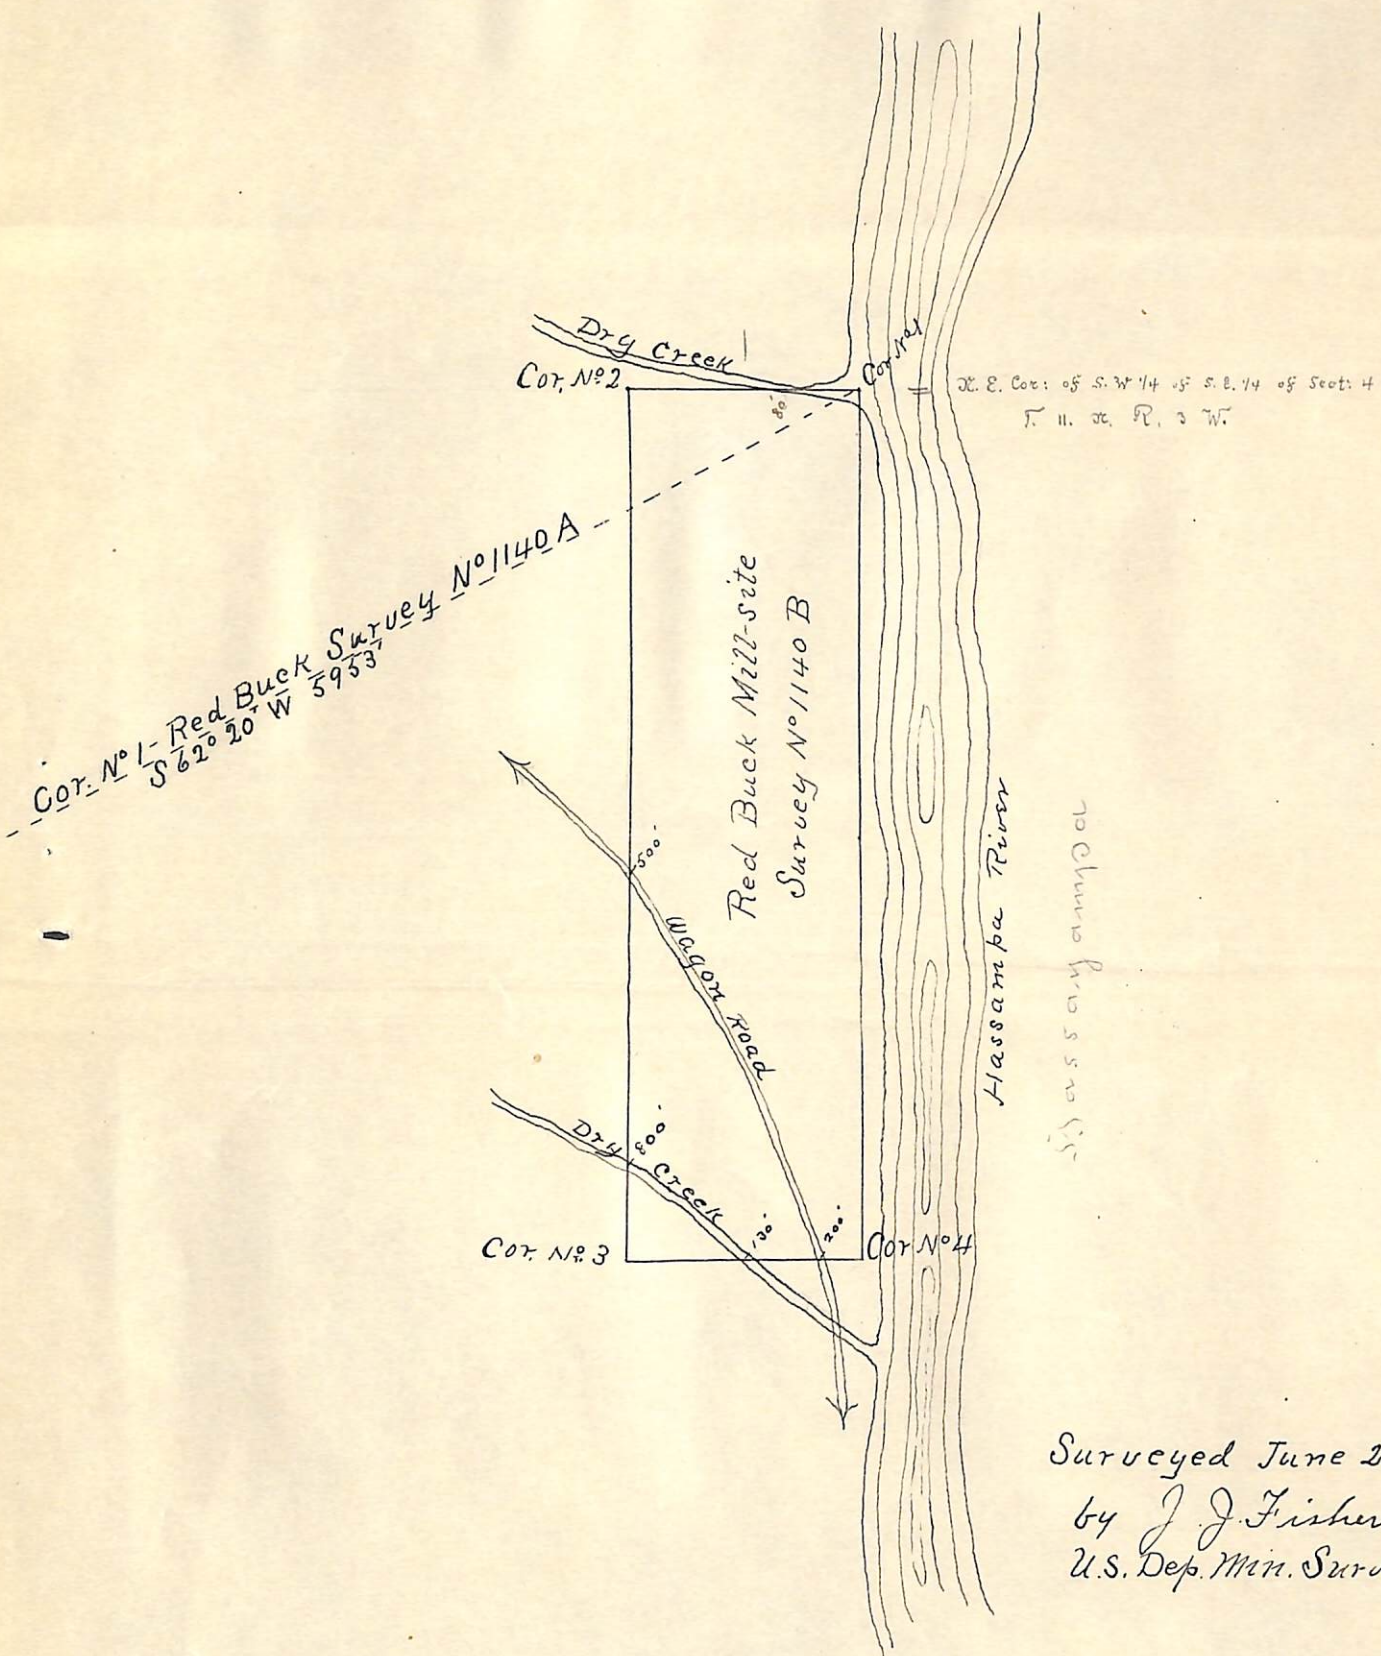 Dry Creek
Cor. Nº 2
Cor Nº 1
80'
N. E. Cor: of S. W 1/4 of S. E. 1/4 of Sect: 4
T. 11. N. R. 3 W.
Cor. Nº 1 - Red Buck Survey Nº 1140 A
S 62° 20' W 5953'
Red Buck Mill-site
Survey Nº 1140 B
500'
Wagon Road
Hassampa River
Hassayampa
Dry Creek
800'
130'
200'
Cor. Nº 3
Cor Nº 4
Surveyed June 2
by J. J. Fisher
U.S. Dep. Min. Surv